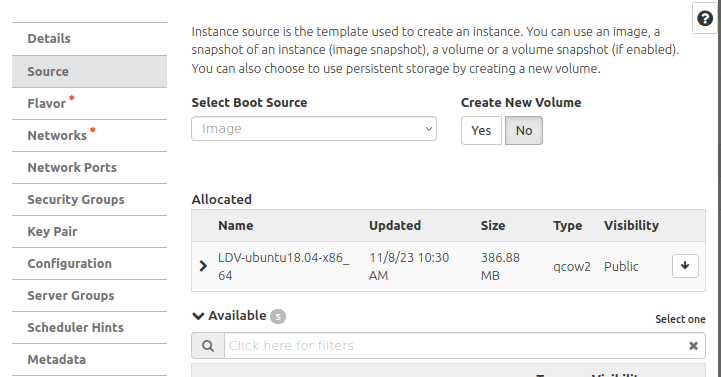 Details
Source
Flavor *
Networks *
Network Ports
Security Groups
Key Pair
Configuration
Server Groups
Scheduler Hints
Metadata
?
Instance source is the template used to create an instance. You can use an image, a
snapshot of an instance (image snapshot), a volume or a volume snapshot (if enabled).
You can also choose to use persistent storage by creating a new volume.
Select Boot Source Create New Volume
Image Yes No
Allocated
Name Updated Size Type Visibility
LDV-ubuntu18.04-x86_ 11/8/23 10:30 386.88 qcow2 Public
64 AM MB
Available 5 Select one
Click here for filters.